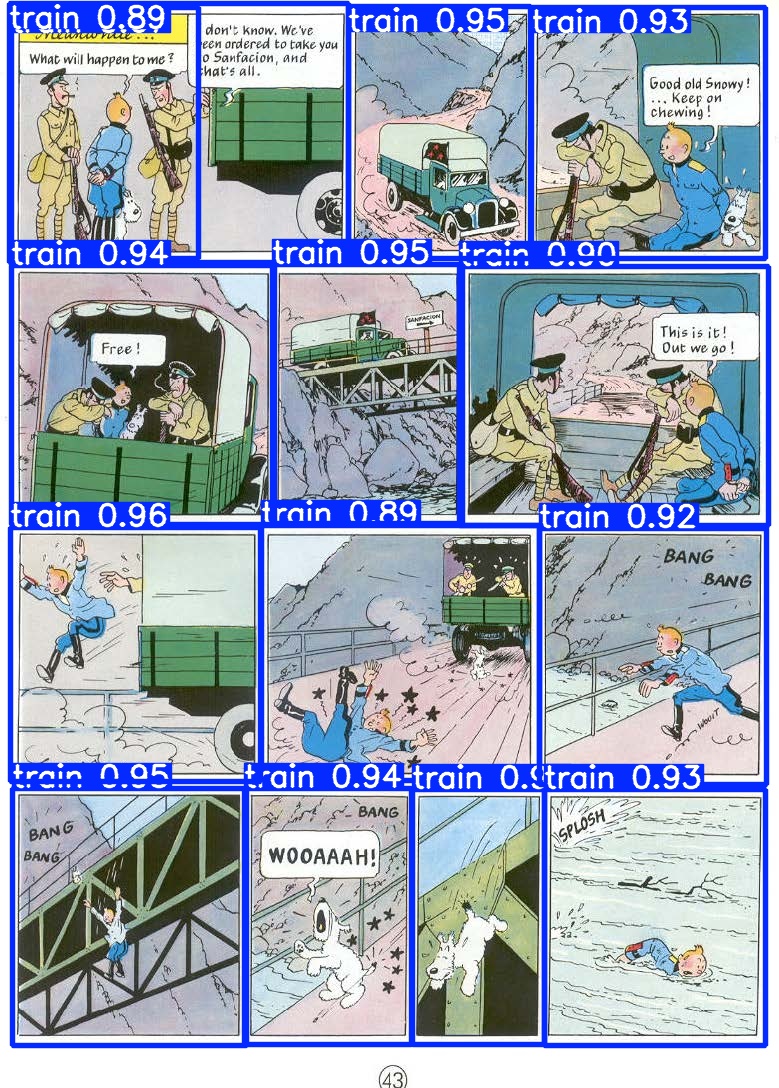 train 0.89
train 0.95
train 0.93
Meanwhile...
What will happen to me?
don't know. We've
been ordered to take you
to Sanfacion, and
that's all.
Good old Snowy!
... Keep on
chewing!
train 0.94
train 0.95
train 0.90
Free!
SANFACION
This is it!
Out we go!
train 0.96
train 0.89
train 0.92
BANG
BANG
WOOUT
train 0.95
train 0.94
train 0.9
train 0.93
BANG
BANG
BANG
WOOAAAH!
SPLOSH
43